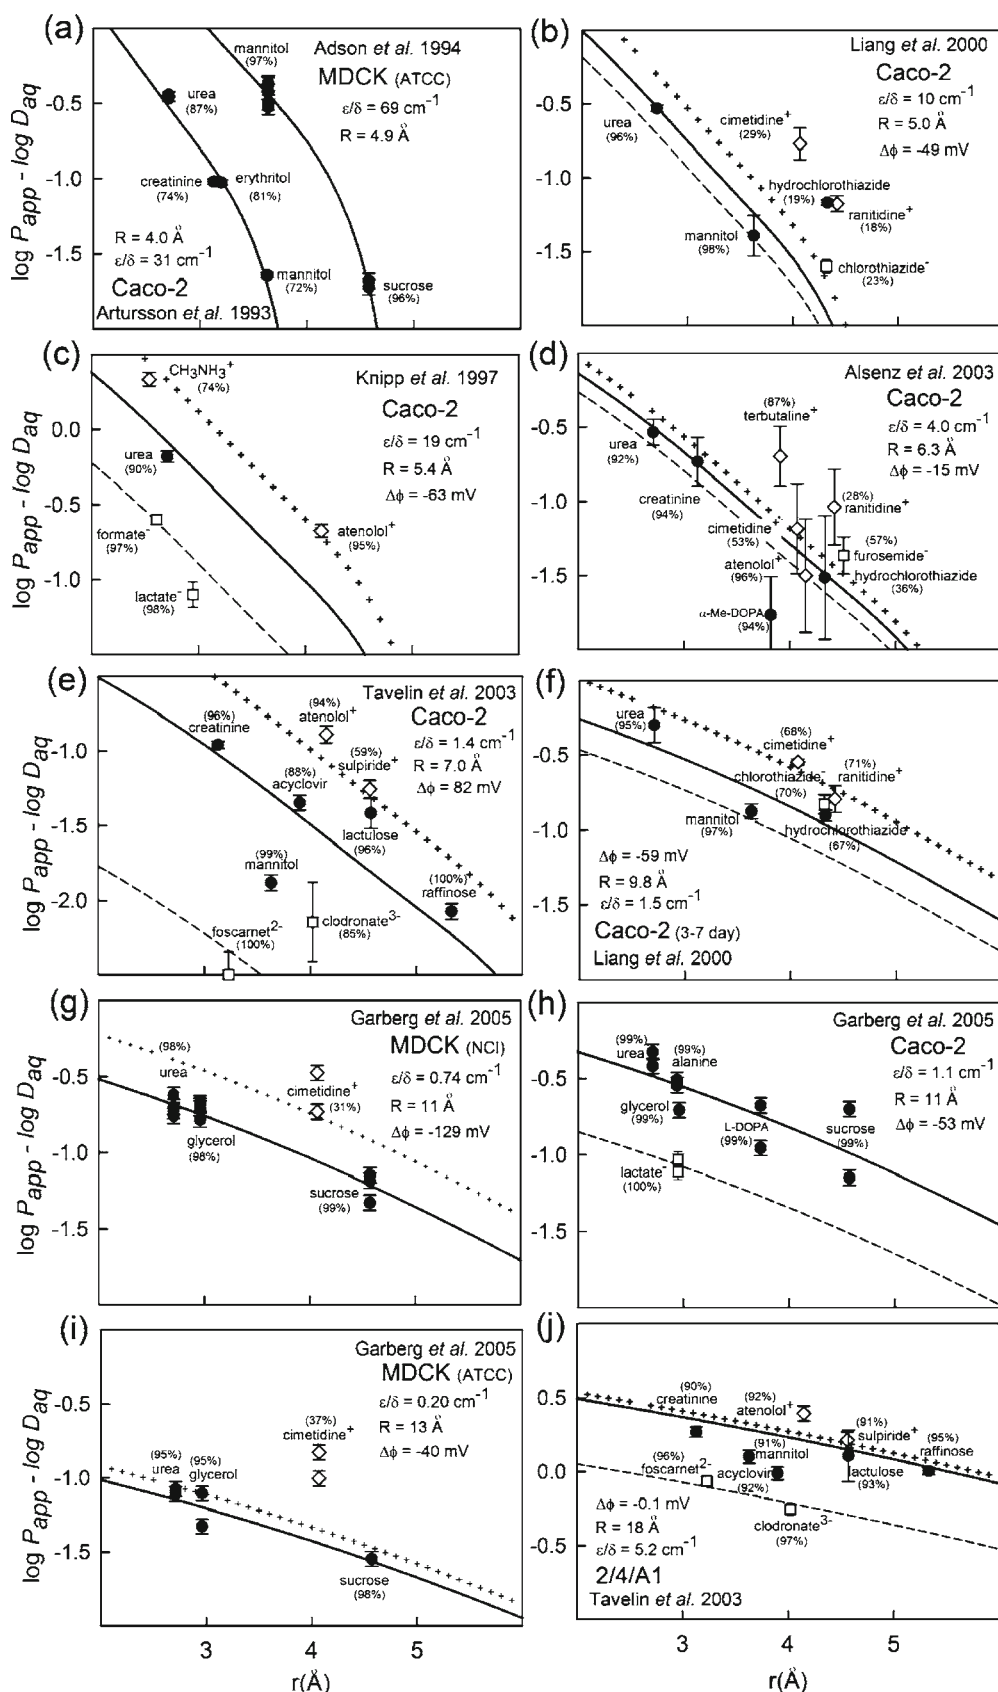 (a)
Adson et al. 1994
MDCK (ATCC)
ε/δ = 69 cm⁻¹
R = 4.9 Å
mannitol
(97%)
urea
(87%)
creatinine
(74%)
erythritol
(81%)
R = 4.0 Å
ε/δ = 31 cm⁻¹
Caco-2
Artursson et al. 1993
mannitol
(72%)
sucrose
(96%)
-0.5
-1.0
-1.5
log Papp - log Daq
(b)
Liang et al. 2000
Caco-2
ε/δ = 10 cm⁻¹
R = 5.0 Å
Δϕ = -49 mV
urea
(96%)
cimetidine⁺
(29%)
hydrochlorothiazide
(19%)
ranitidine⁺
(18%)
mannitol
(98%)
chlorothiazide⁻
(23%)
-0.5
-1.0
-1.5
(c)
Knipp et al. 1997
Caco-2
ε/δ = 19 cm⁻¹
R = 5.4 Å
Δϕ = -63 mV
CH₃NH₃⁺
(74%)
urea
(90%)
formate⁻
(97%)
lactate⁻
(98%)
atenolol⁺
(95%)
0.0
-0.5
-1.0
log Papp - log Daq
(d)
Alsenz et al. 2003
Caco-2
ε/δ = 4.0 cm⁻¹
R = 6.3 Å
Δϕ = -15 mV
(87%)
terbutaline⁺
urea
(92%)
creatinine
(94%)
(28%)
ranitidine⁺
cimetidine
(53%)
(57%)
furosemide⁻
atenolol⁺
(96%)
hydrochlorothiazide
(36%)
α-Me-DOPA
(94%)
-0.5
-1.0
-1.5
(e)
Tavelin et al. 2003
Caco-2
ε/δ = 1.4 cm⁻¹
R = 7.0 Å
Δϕ = 82 mV
(96%)
creatinine
(94%)
atenolol⁺
(59%)
sulpiride⁺
(88%)
acyclovir
lactulose
(96%)
(99%)
mannitol
(100%)
raffinose
foscarnet²⁻
(100%)
clodronate³⁻
(85%)
-1.0
-1.5
-2.0
log Papp - log Daq
(f)
urea
(95%)
(68%)
cimetidine⁺
chlorothiazide⁻
(70%)
(71%)
ranitidine⁺
mannitol
(97%)
hydrochlorothiazide
(67%)
Δϕ = -59 mV
R = 9.8 Å
ε/δ = 1.5 cm⁻¹
Caco-2 (3-7 day)
Liang et al. 2000
0.0
-0.5
-1.0
-1.5
(g)
Garberg et al. 2005
MDCK (NCI)
ε/δ = 0.74 cm⁻¹
R = 11 Å
Δϕ = -129 mV
(98%)
urea
glycerol
(98%)
cimetidine⁺
(31%)
sucrose
(99%)
-0.5
-1.0
-1.5
log Papp - log Daq
(h)
Garberg et al. 2005
Caco-2
ε/δ = 1.1 cm⁻¹
R = 11 Å
Δϕ = -53 mV
(99%)
urea
(99%)
alanine
glycerol
(99%)
L-DOPA
(99%)
sucrose
(99%)
lactate⁻
(100%)
0.0
-0.5
-1.0
-1.5
(i)
Garberg et al. 2005
MDCK (ATCC)
ε/δ = 0.20 cm⁻¹
R = 13 Å
Δϕ = -40 mV
(95%)
urea
(95%)
glycerol
(37%)
cimetidine⁺
sucrose
(98%)
-0.5
-1.0
-1.5
log Papp - log Daq
3
4
5
r(Å)
(j)
(90%)
creatinine
(92%)
atenolol⁺
(91%)
sulpiride⁺
(95%)
raffinose
(96%)
foscarnet²⁻
(91%)
mannitol
acyclovir
(92%)
lactulose
(93%)
clodronate³⁻
(97%)
Δϕ = -0.1 mV
R = 18 Å
ε/δ = 5.2 cm⁻¹
2/4/A1
Tavelin et al. 2003
0.5
0.0
-0.5
3
4
5
r(Å)